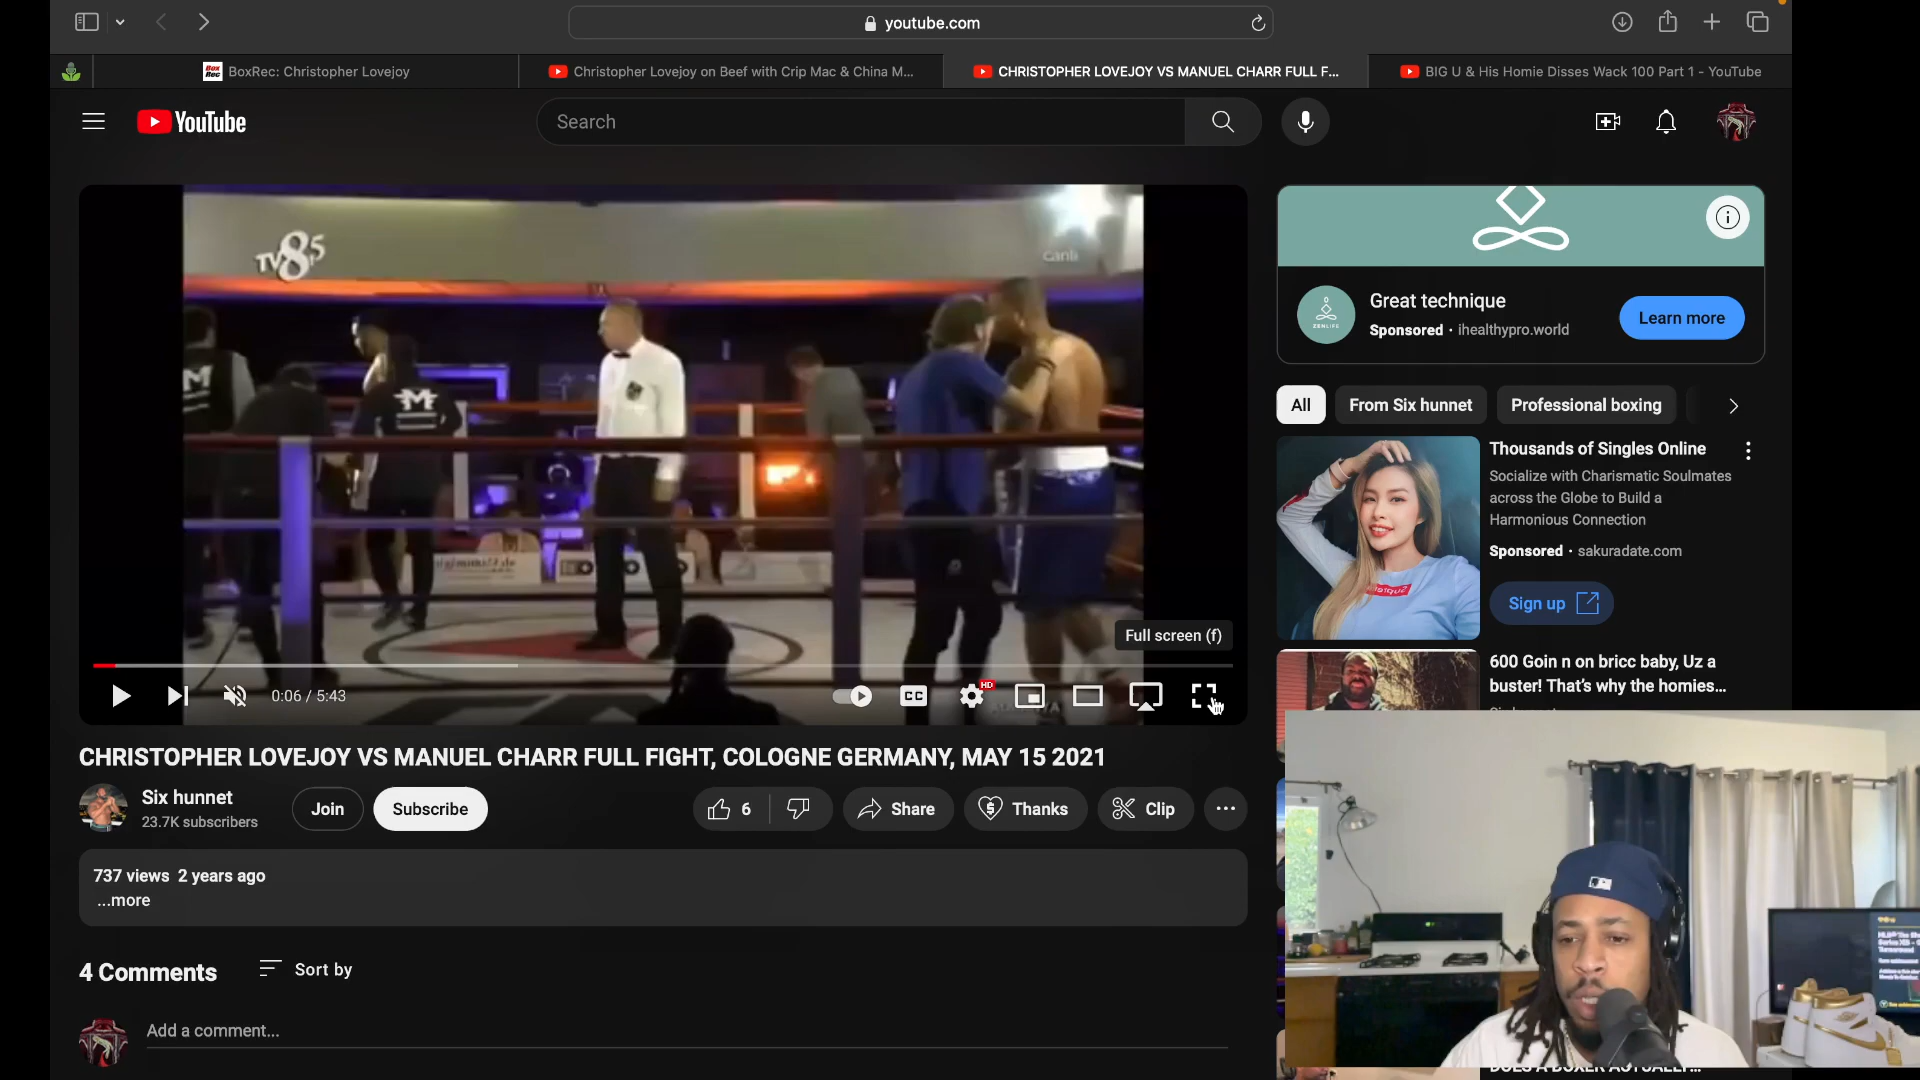 youtube.com
BoxRec: Christopher Lovejoy
Christopher Lovejoy on Beef with Crip Mac & China M...
CHRISTOPHER LOVEJOY VS MANUEL CHARR FULL F...
BIG U & His Homie Disses Wack 100 Part 1 - YouTube
YouTube
Search
TV8,5
canlı
M
M
Full screen (f)
0:06 / 5:43
CC
HD
CHRISTOPHER LOVEJOY VS MANUEL CHARR FULL FIGHT, COLOGNE GERMANY, MAY 15 2021
Six hunnet
23.7K subscribers
Join
Subscribe
6
Share
Thanks
Clip
737 views 2 years ago
...more
4 Comments
Sort by
Add a comment...
Great technique
Sponsored · ihealthypro.world
Learn more
ZENLIFE
All
From Six hunnet
Professional boxing
Thousands of Singles Online
Socialize with Charismatic Soulmates
across the Globe to Build a
Harmonious Connection
Sponsored · sakuradate.com
Sign up
600 Goin n on bricc baby, Uz a
buster! That's why the homies...